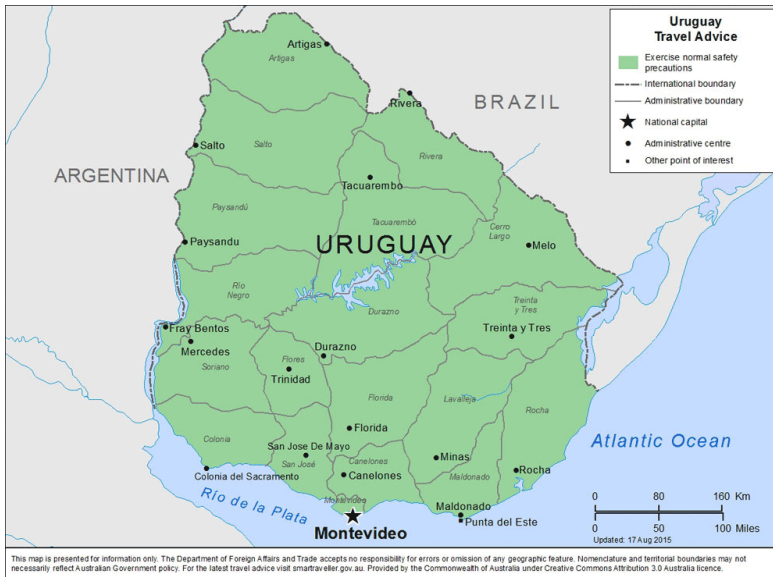 Uruguay
Travel Advice
Exercise normal safety
precautions
International boundary
Administrative boundary
National capital
Administrative centre
Other point of interest
Artigas
Artigas
Rivera
BRAZIL
Salto
Salto
Rivera
ARGENTINA
Tacuarembo
Paysandú
Tacuarembó
Cerro
Largo
Paysandu
URUGUAY
Melo
Río
Negro
Durazno
Treinta
y Tres
Fray Bentos
Treinta y Tres
Mercedes
Durazno
Soriano
Flores
Trinidad
Florida
Lavalleja
Rocha
Florida
Colonia
San Jose De Mayo
San José
Canelones
Minas
Atlantic Ocean
Colonia del Sacramento
Canelones
Maldonado
Rocha
Río de la Plata
Montevideo
Maldonado
Punta del Este
Montevideo
0 80 160 Km
0 50 100 Miles
Updated: 17 Aug 2015
This map is presented for information only. The Department of Foreign Affairs and Trade accepts no responsibility for errors or omission of any geographic feature. Nomenclature and territorial boundaries may not
necessarily reflect Australian Government policy. For the latest travel advice visit smartraveller.gov.au. Provided by the Commonwealth of Australia under Creative Commons Attribution 3.0 Australia licence.